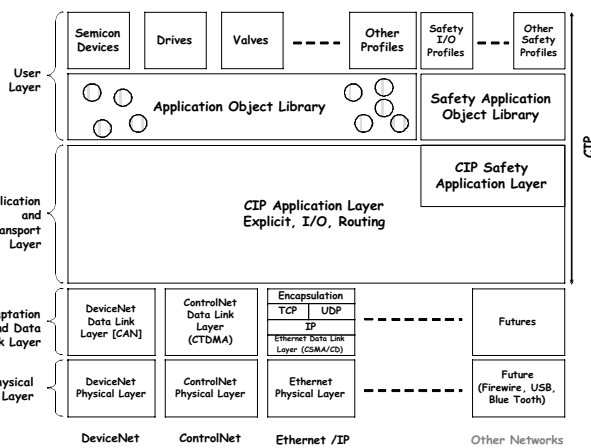 Semicon
Devices
Drives
Valves
Other
Profiles
Safety
I/O
Profiles
Other
Safety
Profiles
User
Layer
Application Object Library
Safety Application
Object Library
CIP
CIP Safety
Application Layer
CIP Application Layer
Explicit, I/O, Routing
lication
and
ansport
Layer
ptation
nd Data
k Layer
DeviceNet
Data Link
Layer [CAN]
ControlNet
Data Link
Layer
(CTDMA)
Encapsulation
TCP UDP
IP
Ethernet Data Link
Layer (CSMA/CD)
Futures
ysical
Layer
DeviceNet
Physical Layer
ControlNet
Physical Layer
Ethernet
Physical Layer
Future
(Firewire, USB,
Blue Tooth)
DeviceNet ControlNet Ethernet /IP Other Networks